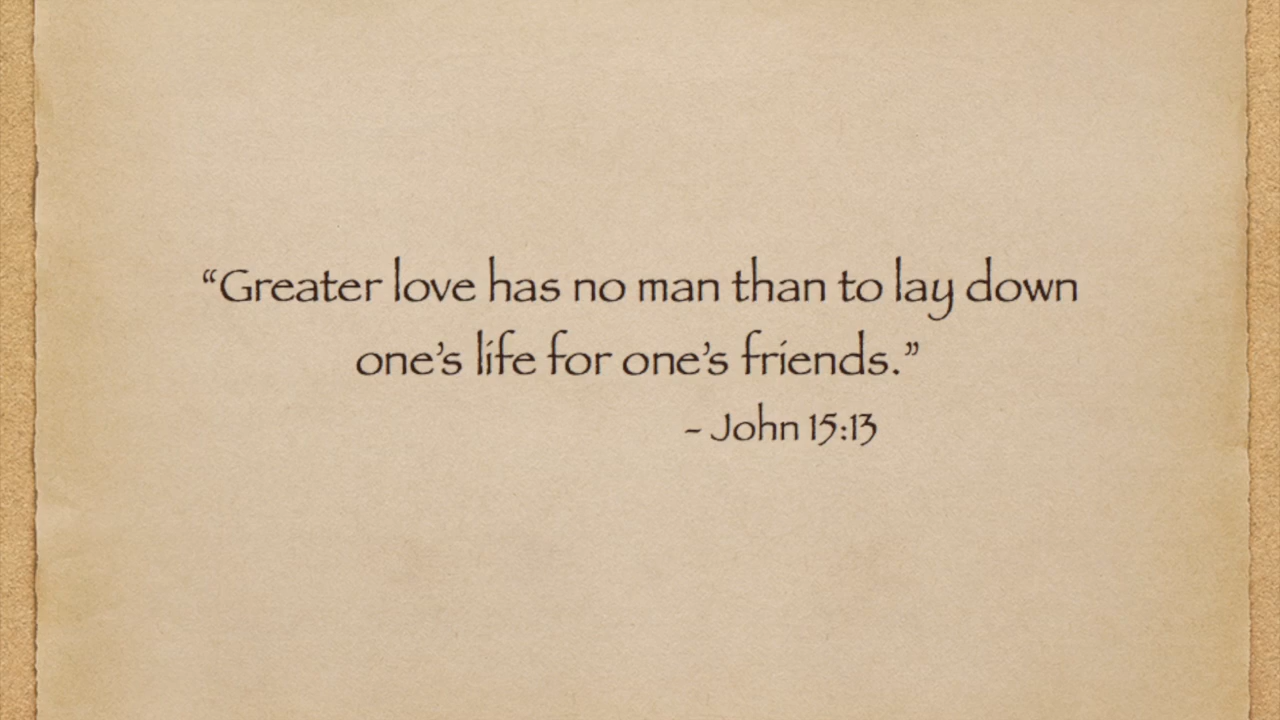 “Greater love has no man than to lay down
one’s life for one’s friends.”
- John 15:13